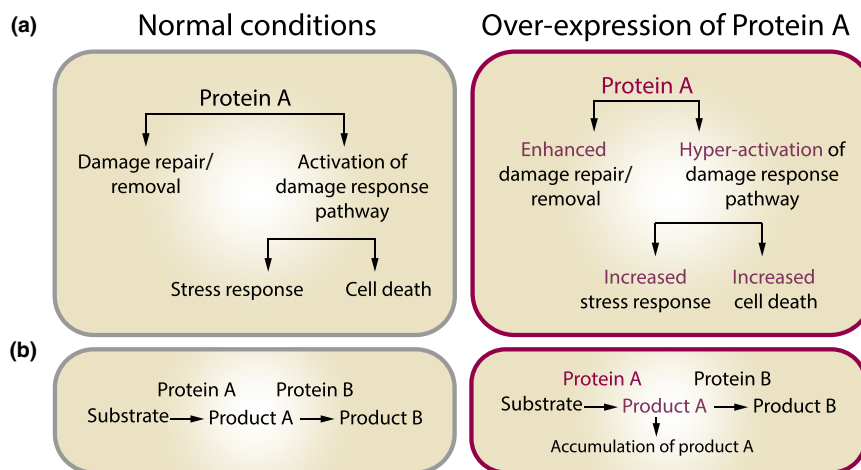 (a)
Normal conditions
Protein A
Damage repair/
removal
Activation of
damage response
pathway
Stress response
Cell death
Over-expression of Protein A
Protein A
Enhanced
damage repair/
removal
Hyper-activation of
damage response
pathway
Increased
stress response
Increased
cell death
(b)
Protein A
Protein B
Substrate
Product A
Product B
Protein A
Protein B
Substrate
Product A
Product B
Accumulation of product A